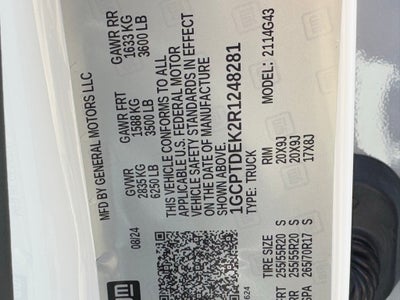 MFD BY GENERAL MOTORS LLC
08/24
GVWR
2835 KG
6250 LB
GAWR FRT
1588 KG
3500 LB
GAWR RR
1633 KG
3600 LB
THIS VEHICLE CONFORMS TO ALL
APPLICABLE U.S. FEDERAL MOTOR
VEHICLE SAFETY STANDARDS IN EFFECT
ON THE DATE OF MANUFACTURE
SHOWN ABOVE.
1GCPTDEK2R1248281
TYPE: TRUCK
MODEL: 2114G43
TIRE SIZE RIM
FRT 255/55R20 S 20X9J
RR 255/55R20 S 20X9J
SPA 265/70R17 S 17X8J
624
gm